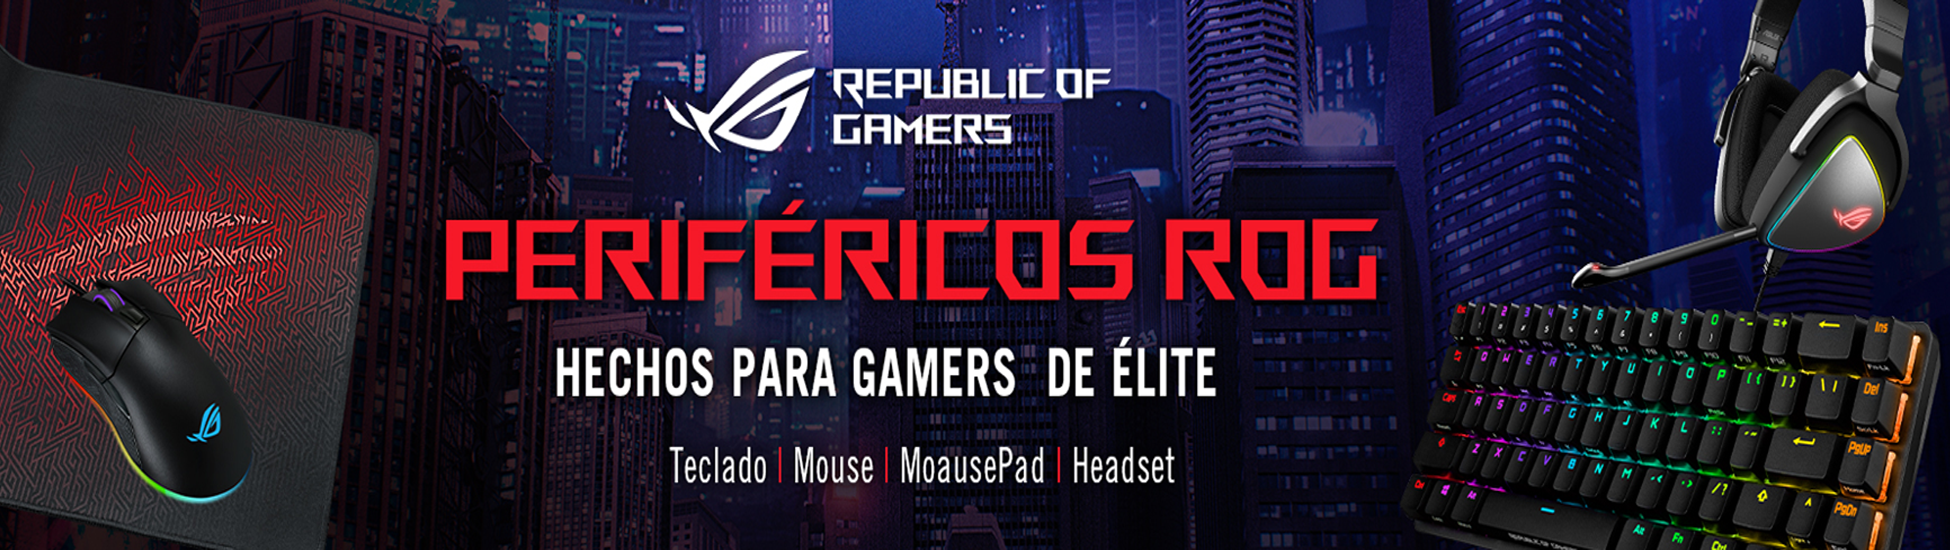 REPUBLIC OF
GAMERS
PERIFÉRICOS ROG
HECHOS PARA GAMERS DE ÉLITE
Teclado | Mouse | MoausePad | Headset